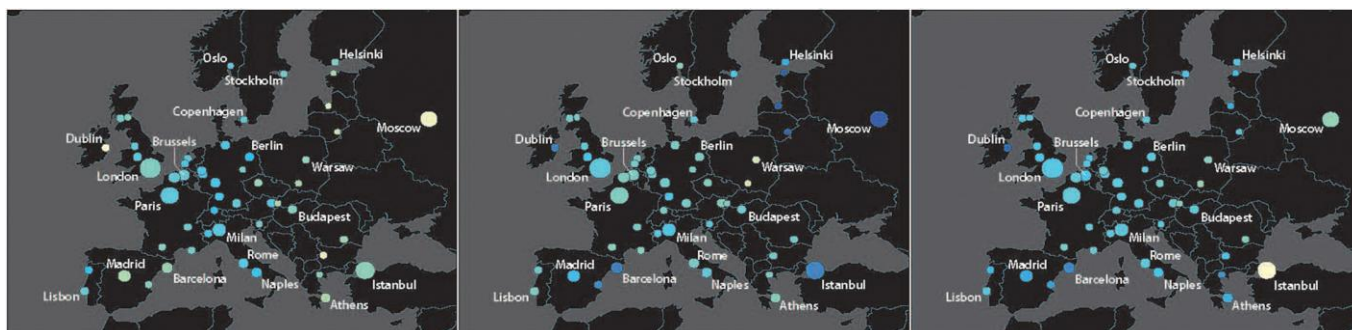 Oslo
Helsinki
Stockholm
Copenhagen
Moscow
Dublin
Brussels
Berlin
London
Warsaw
Paris
Budapest
Milan
Madrid
Rome
Barcelona
Lisbon
Naples
Istanbul
Athens
Oslo
Helsinki
Stockholm
Copenhagen
Moscow
Dublin
Brussels
Berlin
London
Warsaw
Paris
Budapest
Milan
Madrid
Rome
Barcelona
Lisbon
Naples
Istanbul
Athens
Oslo
Helsinki
Stockholm
Copenhagen
Moscow
Dublin
Brussels
Berlin
London
Warsaw
Paris
Budapest
Milan
Madrid
Rome
Barcelona
Lisbon
Naples
Istanbul
Athens